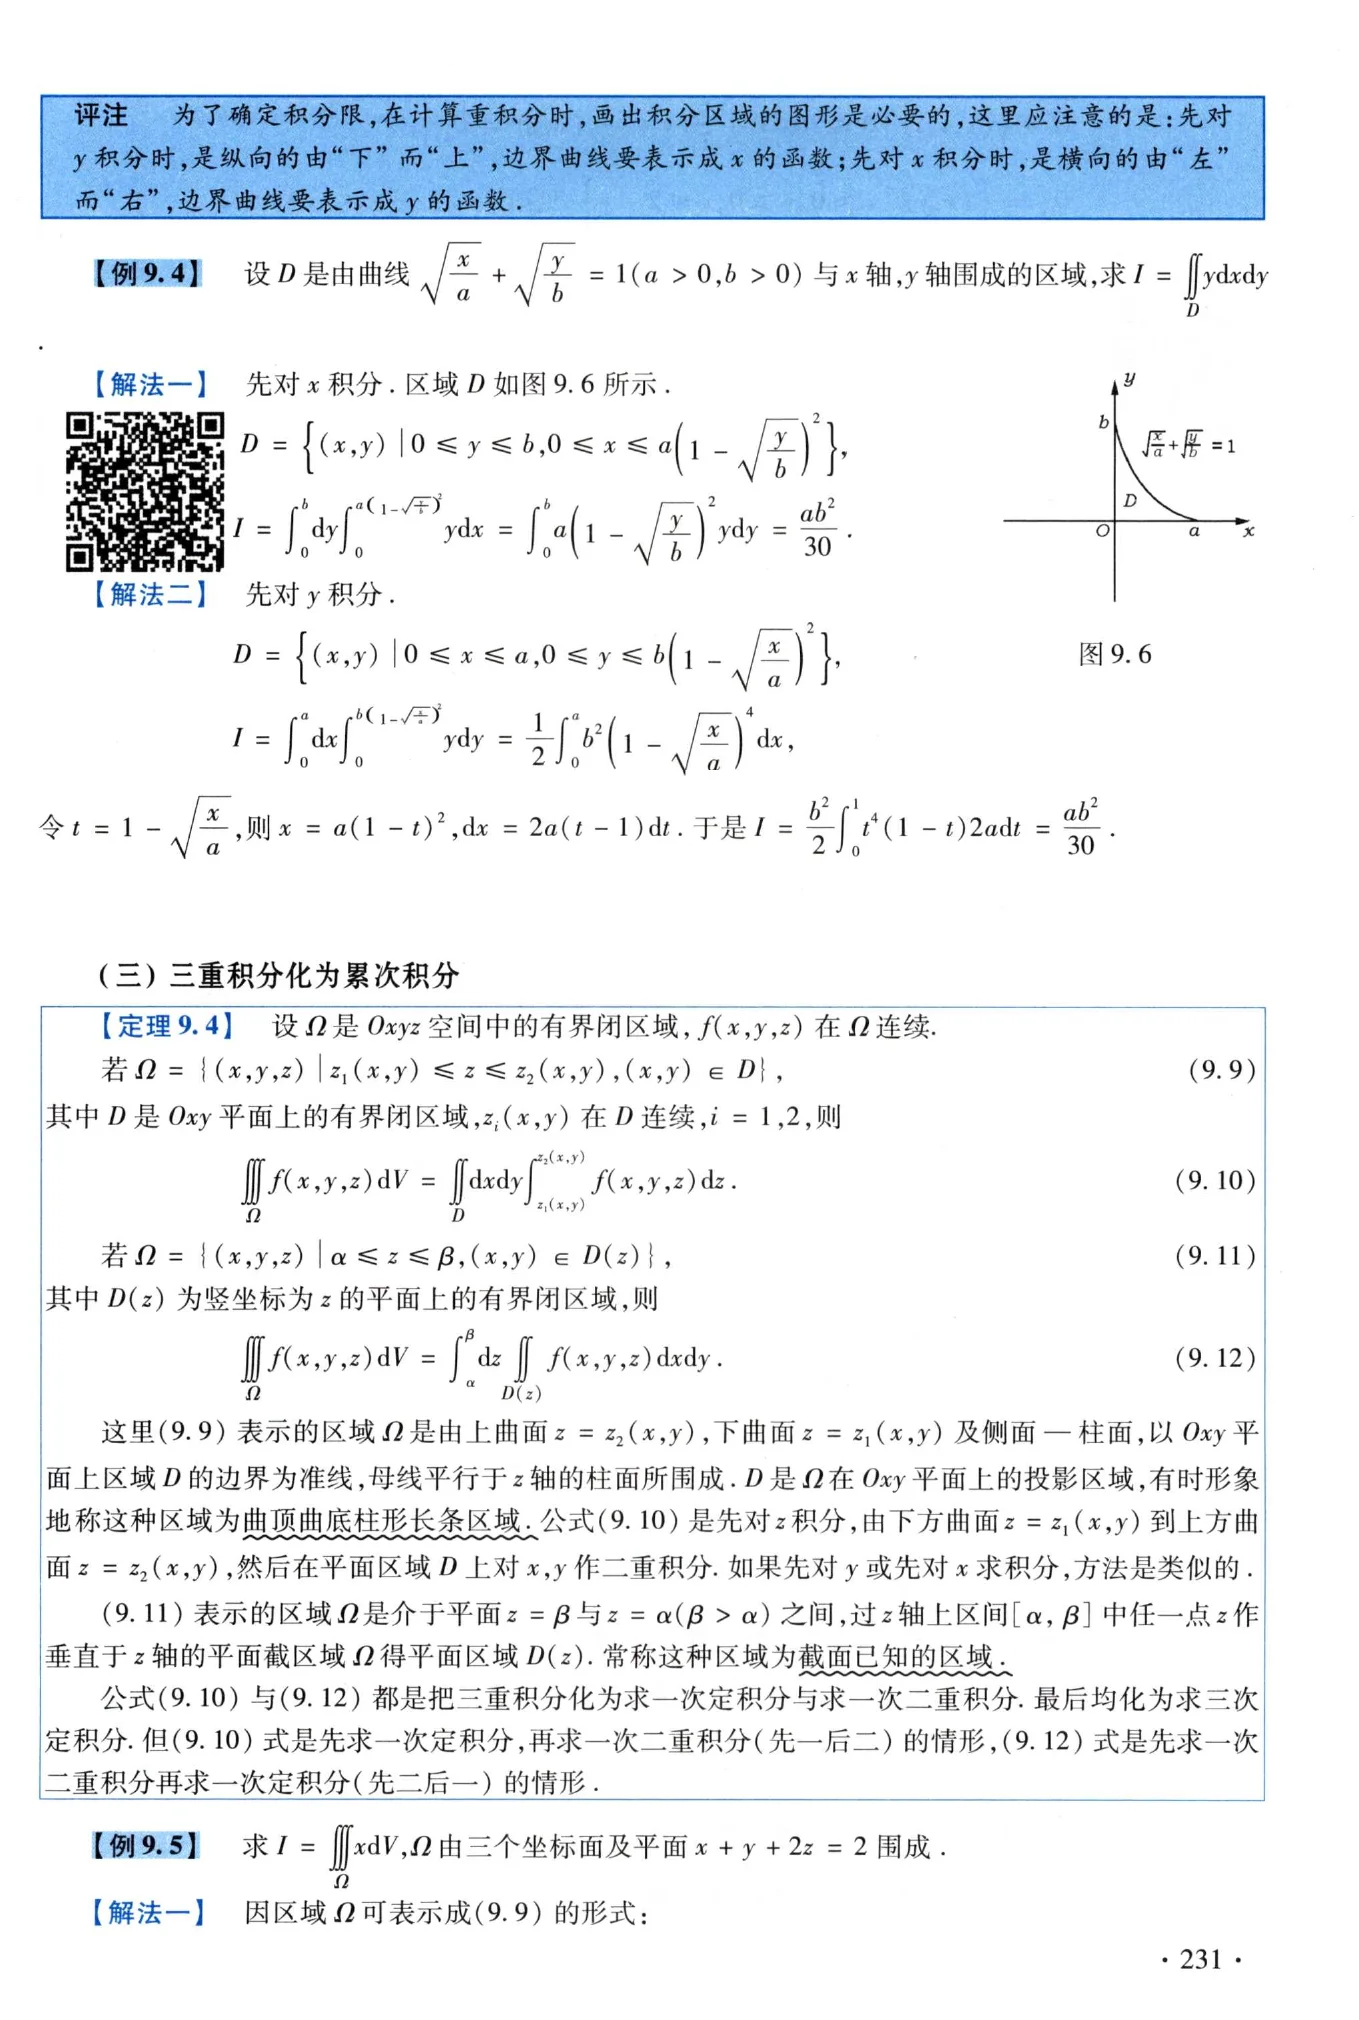 评注　为了确定积分限,在计算重积分时,画出积分区域的图形是必要的,这里应注意的是:先对
y 积分时,是纵向的由“下”而“上”,边界曲线要表示成 x 的函数;先对 x 积分时,是横向的由“左”
而“右”,边界曲线要表示成 y 的函数.
【例9.4】　设 D 是由曲线 $\sqrt{\frac{x}{a}} + \sqrt{\frac{y}{b}} = 1(a > 0,b > 0)$ 与 x 轴,y 轴围成的区域,求 $I = \iint\limits_{D} y\mathrm{d}x\mathrm{d}y$
.
【解法一】　先对 x 积分. 区域 D 如图 9.6 所示.
$D = \left\{(x,y) \mid 0 \leqslant y \leqslant b,0 \leqslant x \leqslant a\left(1 - \sqrt{\frac{y}{b}}\right)^2\right\},$
$I = \int_0^b \mathrm{d}y\int_0^{a(1-\sqrt{\frac{y}{b}})^2} y\mathrm{d}x = \int_0^b a\left(1 - \sqrt{\frac{y}{b}}\right)^2 y\mathrm{d}y = \frac{ab^2}{30}.$
y
b
$\sqrt{\frac{x}{a}}+\sqrt{\frac{y}{b}}=1$
D
O a x
图 9.6
【解法二】　先对 y 积分.
$D = \left\{(x,y) \mid 0 \leqslant x \leqslant a,0 \leqslant y \leqslant b\left(1 - \sqrt{\frac{x}{a}}\right)^2\right\},$
$I = \int_0^a \mathrm{d}x\int_0^{b(1-\sqrt{\frac{x}{a}})^2} y\mathrm{d}y = \frac{1}{2}\int_0^a b^2\left(1 - \sqrt{\frac{x}{a}}\right)^4 \mathrm{d}x,$
令 $t = 1 - \sqrt{\frac{x}{a}}$,则 $x = a(1 - t)^2,\mathrm{d}x = 2a(t - 1)\mathrm{d}t$. 于是 $I = \frac{b^2}{2}\int_0^1 t^4(1 - t)2a\mathrm{d}t = \frac{ab^2}{30}.$
(三) 三重积分化为累次积分
【定理9.4】　设 Ω 是 Oxyz 空间中的有界闭区域, f(x,y,z) 在 Ω 连续.
若 $Ω = \{(x,y,z) \mid z_1(x,y) \leqslant z \leqslant z_2(x,y),(x,y) \in D\},$ (9.9)
其中 D 是 Oxy 平面上的有界闭区域,$z_i(x,y)$ 在 D 连续,i = 1,2,则
$\iiint\limits_{Ω} f(x,y,z)\mathrm{d}V = \iint\limits_{D} \mathrm{d}x\mathrm{d}y\int_{z_1(x,y)}^{z_2(x,y)} f(x,y,z)\mathrm{d}z.$ (9.10)
若 $Ω = \{(x,y,z) \mid α \leqslant z \leqslant β,(x,y) \in D(z)\},$ (9.11)
其中 D(z) 为竖坐标为 z 的平面上的有界闭区域,则
$\iiint\limits_{Ω} f(x,y,z)\mathrm{d}V = \int_{α}^{β} \mathrm{d}z\iint\limits_{D(z)} f(x,y,z)\mathrm{d}x\mathrm{d}y.$ (9.12)
这里(9.9) 表示的区域 Ω 是由上曲面 $z = z_2(x,y)$,下曲面 $z = z_1(x,y)$ 及侧面 — 柱面,以 Oxy 平
面上区域 D 的边界为准线,母线平行于 z 轴的柱面所围成. D 是 Ω 在 Oxy 平面上的投影区域,有时形象
地称这种区域为曲顶曲底柱形长条区域. 公式(9.10) 是先对 z 积分,由下方曲面 $z = z_1(x,y)$ 到上方曲
面 $z = z_2(x,y)$,然后在平面区域 D 上对 x,y 作二重积分. 如果先对 y 或先对 x 求积分,方法是类似的.
(9.11) 表示的区域 Ω 是介于平面 z = β 与 z = α(β > α) 之间,过 z 轴上区间[α, β] 中任一点 z 作
垂直于 z 轴的平面截区域 Ω 得平面区域 D(z). 常称这种区域为截面已知的区域.
公式(9.10) 与(9.12) 都是把三重积分化为求一次定积分与求一次二重积分. 最后均化为求三次
定积分. 但(9.10) 式是先求一次定积分,再求一次二重积分(先一后二) 的情形,(9.12) 式是先求一次
二重积分再求一次定积分(先二后一) 的情形.
【例9.5】　求 $I = \iiint\limits_{Ω} x\mathrm{d}V$,Ω 由三个坐标面及平面 x + y + 2z = 2 围成.
【解法一】　因区域 Ω 可表示成(9.9) 的形式:
· 231 ·